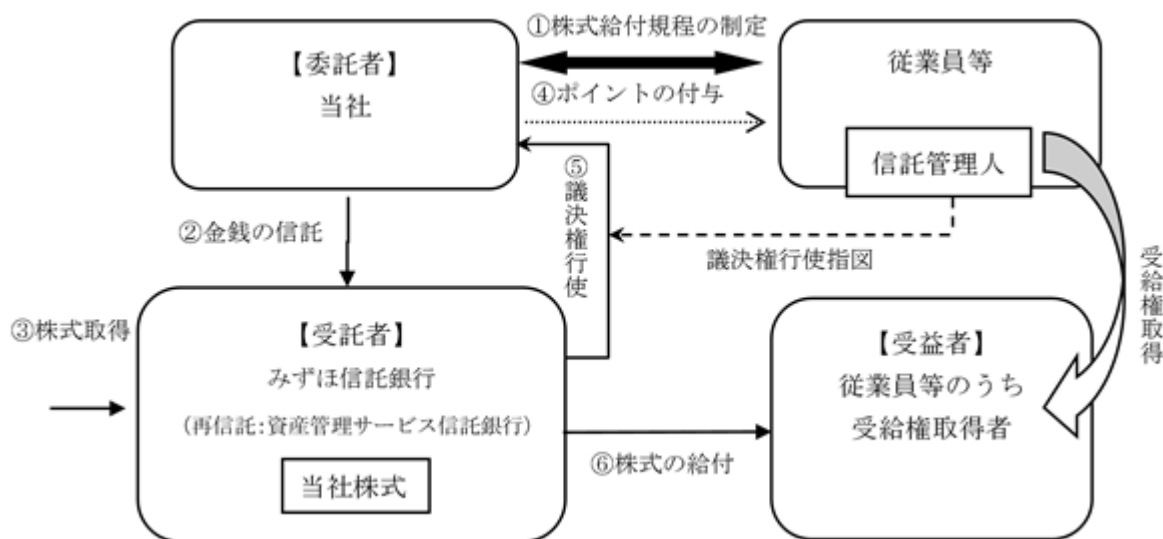 ①株式給付規程の制定
【委託者】
当社
従業員等
④ポイントの付与
信託管理人
②金銭の信託
⑤議決権行使
議決権行使指図
受給権取得
③株式取得
【受託者】
みずほ信託銀行
(再信託:資産管理サービス信託銀行)
当社株式
【受益者】
従業員等のうち
受給権取得者
⑥株式の給付